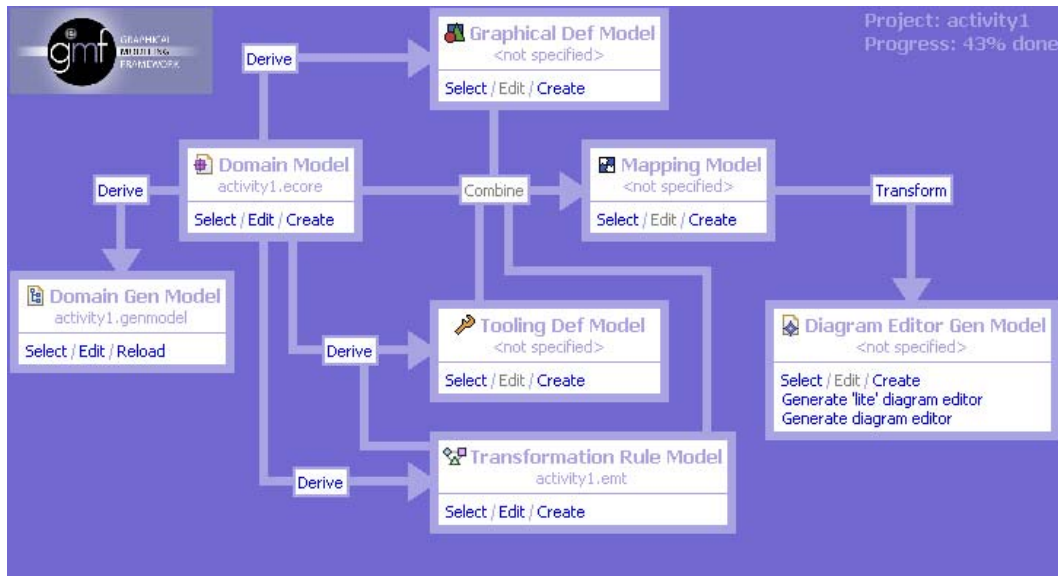 gmf
GRAPHICAL
MODELING
FRAMEWORK
Project: activity1
Progress: 43% done
Graphical Def Model
<not specified>
Select / Edit / Create
Derive
Domain Model
activity1.ecore
Select / Edit / Create
Derive
Combine
Mapping Model
<not specified>
Select / Edit / Create
Transform
Domain Gen Model
activity1.genmodel
Select / Edit / Reload
Derive
Tooling Def Model
<not specified>
Select / Edit / Create
Diagram Editor Gen Model
<not specified>
Select / Edit / Create
Generate 'lite' diagram editor
Generate diagram editor
Derive
Transformation Rule Model
activity1.emt
Select / Edit / Create